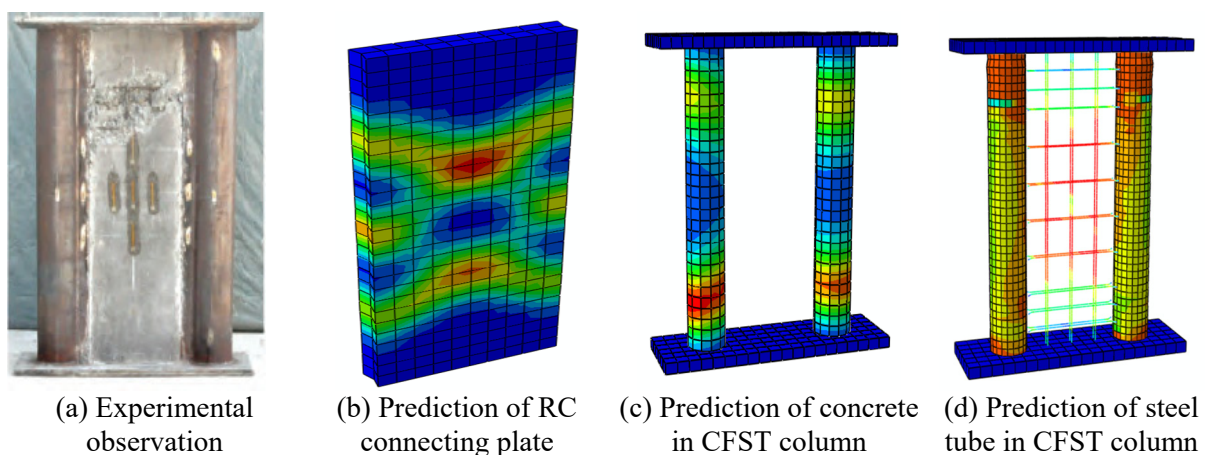 (a) Experimental
observation
(b) Prediction of RC
connecting plate
(c) Prediction of concrete
in CFST column
(d) Prediction of steel
tube in CFST column